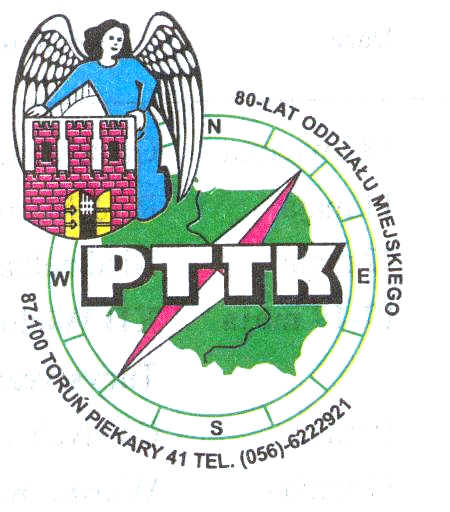 80-LAT ODDZIAŁU MIEJSKIEGO
N
W PTTK E
S
87-100 TORUŃ PIEKARY 41 TEL. (056)-6222921